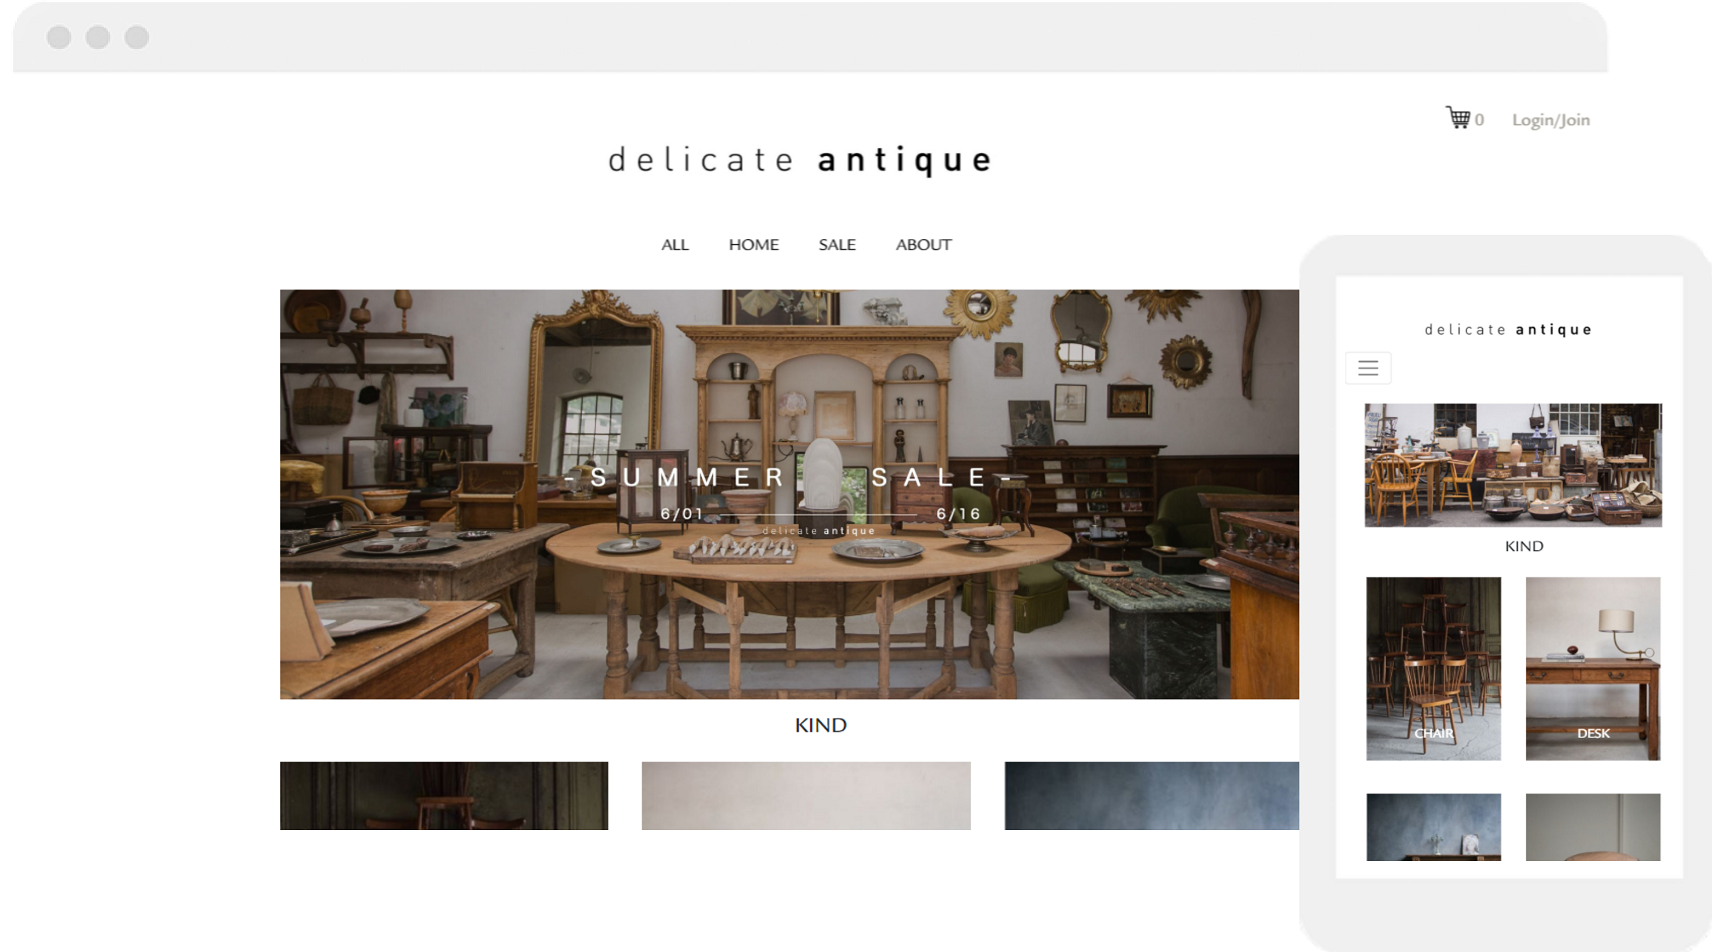 0 Login/Join
delicate antique
ALL HOME SALE ABOUT
-SUMMER SALE-
6/01 6/16
delicate antique
KIND
delicate antique
KIND
CHAIR DESK